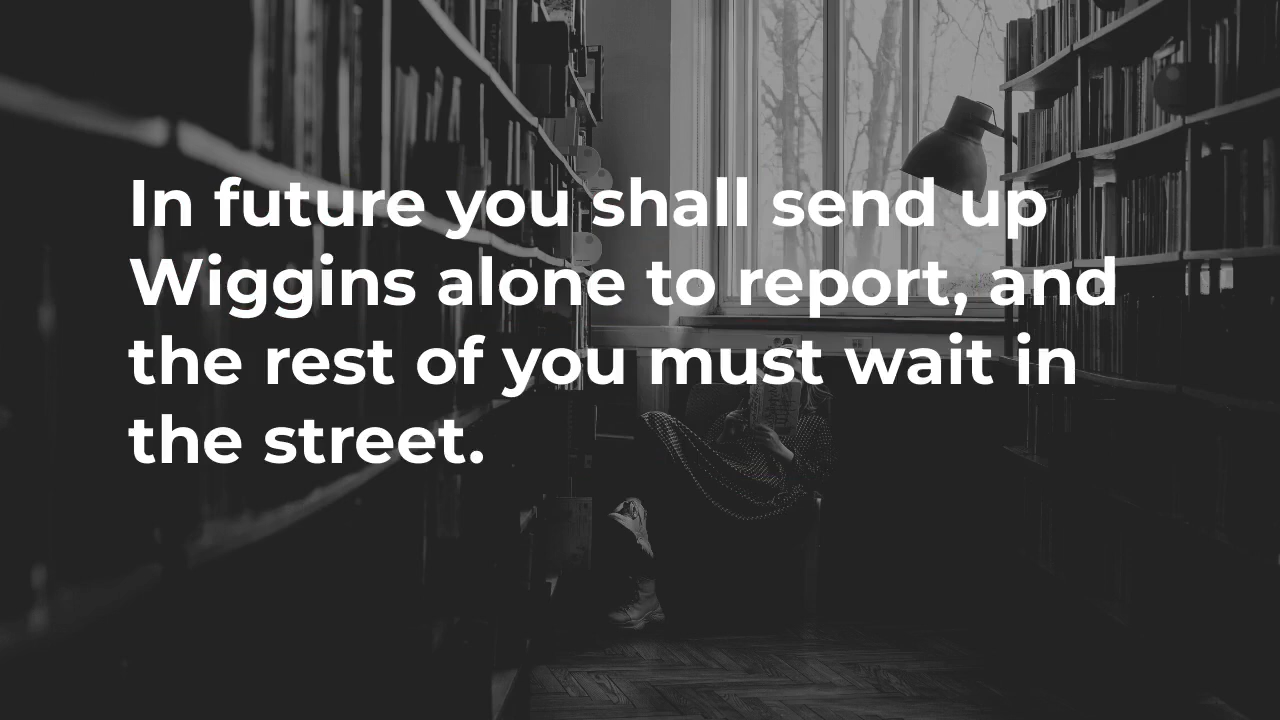 In future you shall send up
Wiggins alone to report, and
the rest of you must wait in
the street.